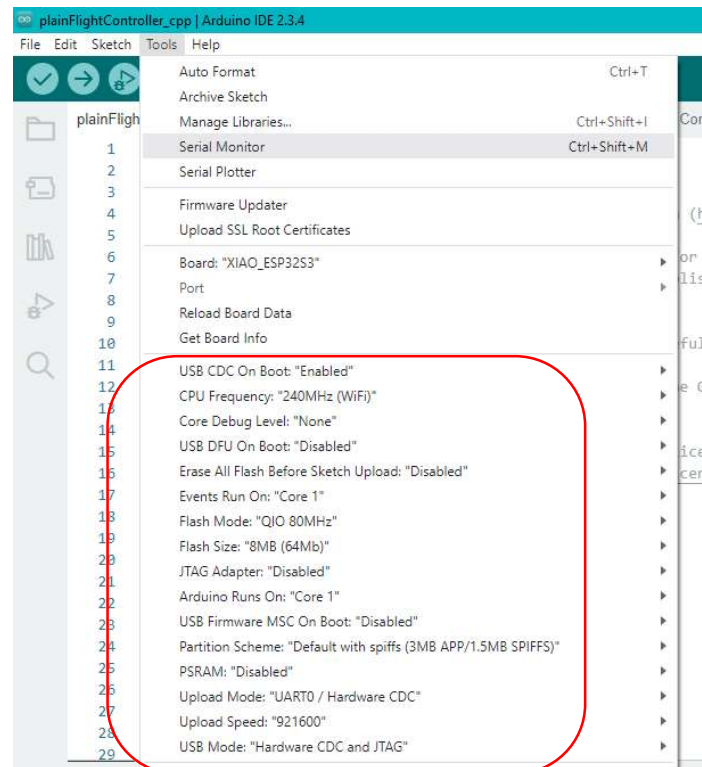 plainFlightController_cpp | Arduino IDE 2.3.4
File Edit Sketch Tools Help
Auto Format Ctrl+T
Archive Sketch
plainFligh Manage Libraries... Ctrl+Shift+I Cor
1 Serial Monitor Ctrl+Shift+M
2 Serial Plotter
3
4 Firmware Updater (h
5 Upload SSL Root Certificates
6 Board: "XIAO_ESP32S3" or
7 Port lis
8 Reload Board Data
9
10 Get Board Info ful
11 USB CDC On Boot: "Enabled"
12 CPU Frequency: "240MHz (WiFi)" e G
13 Core Debug Level: "None"
14
15 USB DFU On Boot: "Disabled" ice
16 Erase All Flash Before Sketch Upload: "Disabled" cen
17 Events Run On: "Core 1"
18 Flash Mode: "QIO 80MHz"
19 Flash Size: "8MB (64Mb)"
20
21 JTAG Adapter: "Disabled"
22 Arduino Runs On: "Core 1"
23 USB Firmware MSC On Boot: "Disabled"
24 Partition Scheme: "Default with spiffs (3MB APP/1.5MB SPIFFS)"
25 PSRAM: "Disabled"
26 Upload Mode: "UART0 / Hardware CDC"
27
28 Upload Speed: "921600"
29 USB Mode: "Hardware CDC and JTAG"